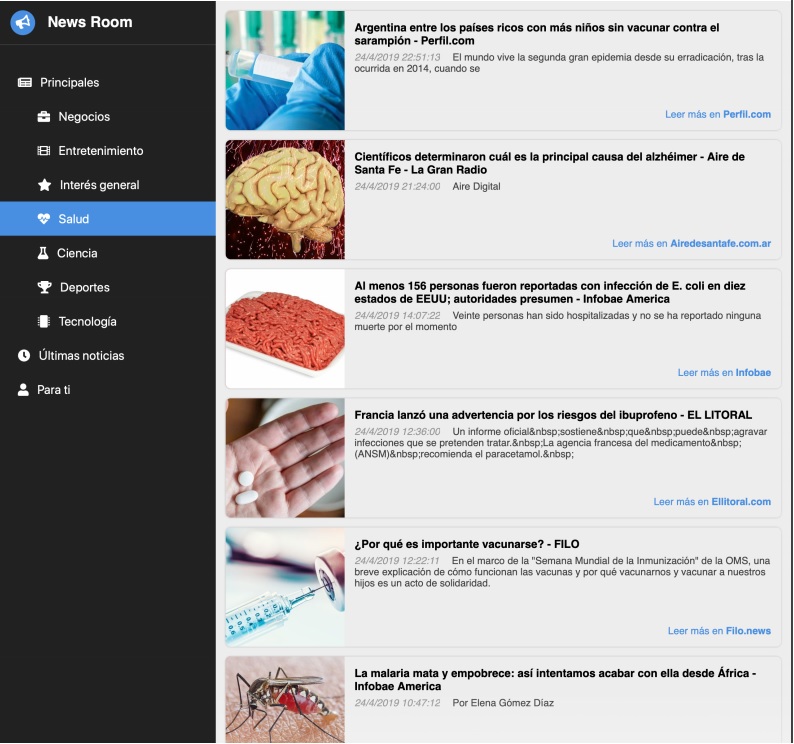 News Room
Principales
Negocios
Entretenimiento
Interés general
Salud
Ciencia
Deportes
Tecnología
Últimas noticias
Para ti
Argentina entre los países ricos con más niños sin vacunar contra el
sarampión - Perfil.com
24/4/2019 22:51:13 El mundo vive la segunda gran epidemia desde su erradicación, tras la
ocurrida en 2014, cuando se
Leer más en Perfil.com
Científicos determinaron cuál es la principal causa del alzhéimer - Aire de
Santa Fe - La Gran Radio
24/4/2019 21:24:00 Aire Digital
Leer más en Airedesantafe.com.ar
Al menos 156 personas fueron reportadas con infección de E. coli en diez
estados de EEUU; autoridades presumen - Infobae America
24/4/2019 14:07:22 Veinte personas han sido hospitalizadas y no se ha reportado ninguna
muerte por el momento
Leer más en Infobae
Francia lanzó una advertencia por los riesgos del ibuprofeno - EL LITORAL
24/4/2019 12:36:00 Un informe oficial&nbsp;sostiene&nbsp;que&nbsp;puede&nbsp;agravar
infecciones que se pretenden tratar.&nbsp;La agencia francesa del medicamento&nbsp;
(ANSM)&nbsp;recomienda el paracetamol.&nbsp;
Leer más en Ellitoral.com
¿Por qué es importante vacunarse? - FILO
24/4/2019 12:22:11 En el marco de la "Semana Mundial de la Inmunización" de la OMS, una
breve explicación de cómo funcionan las vacunas y por qué vacunarnos y vacunar a nuestros
hijos es un acto de solidaridad.
Leer más en Filo.news
La malaria mata y empobrece: así intentamos acabar con ella desde África -
Infobae America
24/4/2019 10:47:12 Por Elena Gómez Díaz